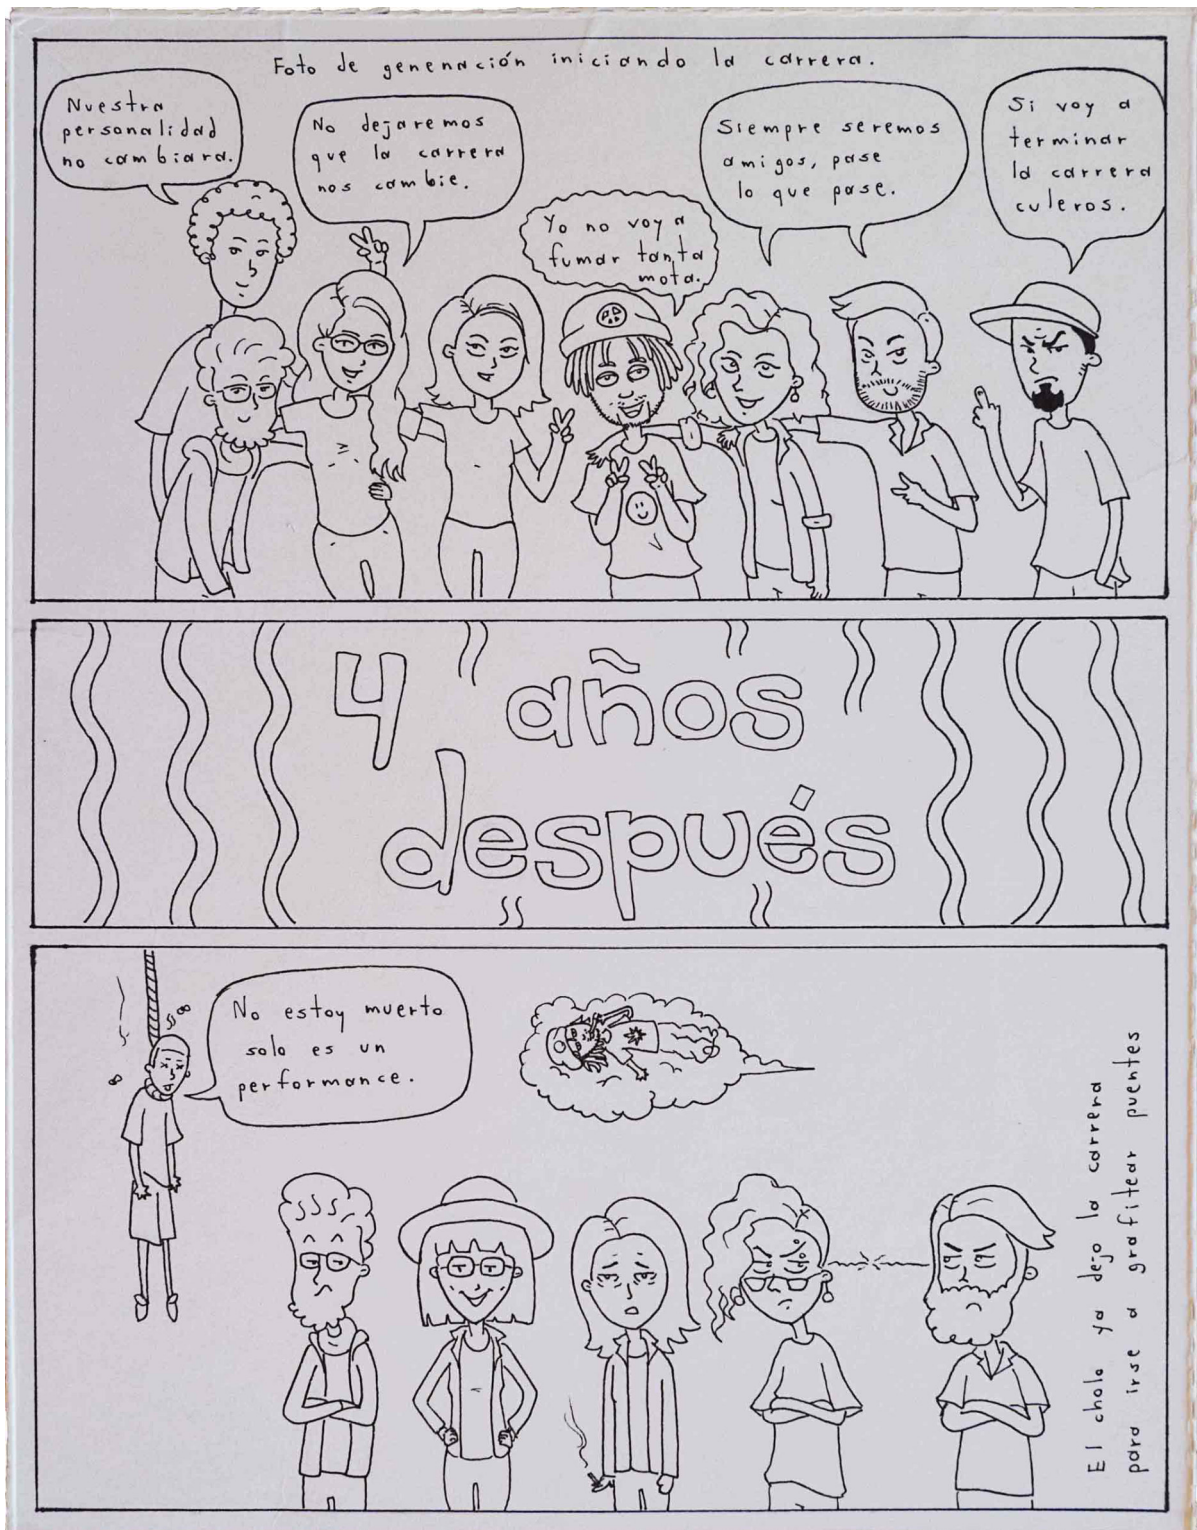 Foto de genenación iniciando la carrera.
Nuestra
personalidad
no cambiara.
No dejaremos
que la carrera
nos cambie.
Yo no voy a
fumar tanta
mota.
Siempre seremos
amigos, pase
lo que pase.
Si voy a
terminar
la carrera
culeros.
4 años
después
No estoy muerto
solo es un
performance.
El cholo ya dejo la carrera
para irse a grafitear puentes